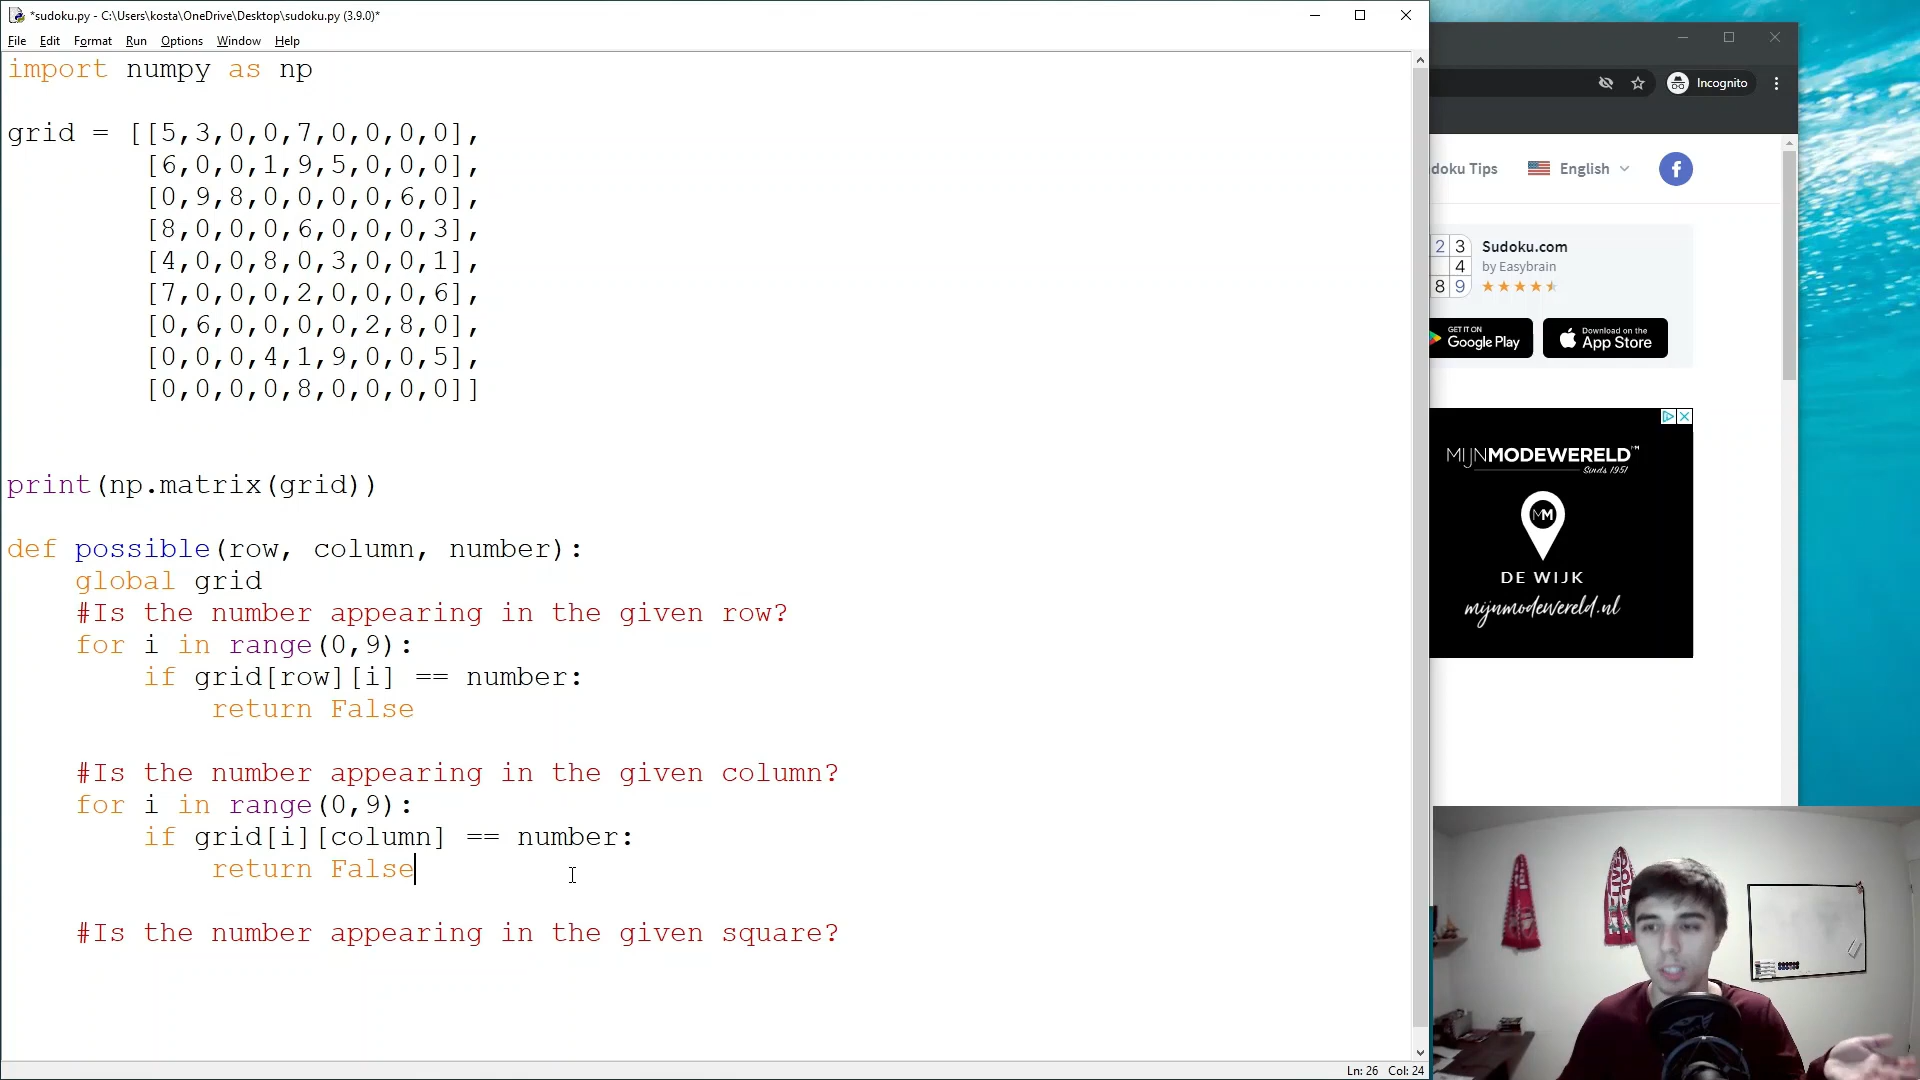 *sudoku.py - C:\Users\kosta\OneDrive\Desktop\sudoku.py (3.9.0)*
File Edit Format Run Options Window Help
import numpy as np
grid = [[5,3,0,0,7,0,0,0,0],
[6,0,0,1,9,5,0,0,0],
[0,9,8,0,0,0,0,6,0],
[8,0,0,0,6,0,0,0,3],
[4,0,0,8,0,3,0,0,1],
[7,0,0,0,2,0,0,0,6],
[0,6,0,0,0,0,2,8,0],
[0,0,0,4,1,9,0,0,5],
[0,0,0,0,8,0,0,0,0]]
print(np.matrix(grid))
def possible(row, column, number):
global grid
#Is the number appearing in the given row?
for i in range(0,9):
if grid[row][i] == number:
return False
#Is the number appearing in the given column?
for i in range(0,9):
if grid[i][column] == number:
return False
#Is the number appearing in the given square?
Ln: 26 Col: 24
Incognito
doku Tips
English
f
2 3
4
8 9
Sudoku.com
by Easybrain
GET IT ON
Google Play
Download on the
App Store
MIJNMODEWERELD™
Sinds 1951
MM
DE WIJK
mijnmodewereld.nl